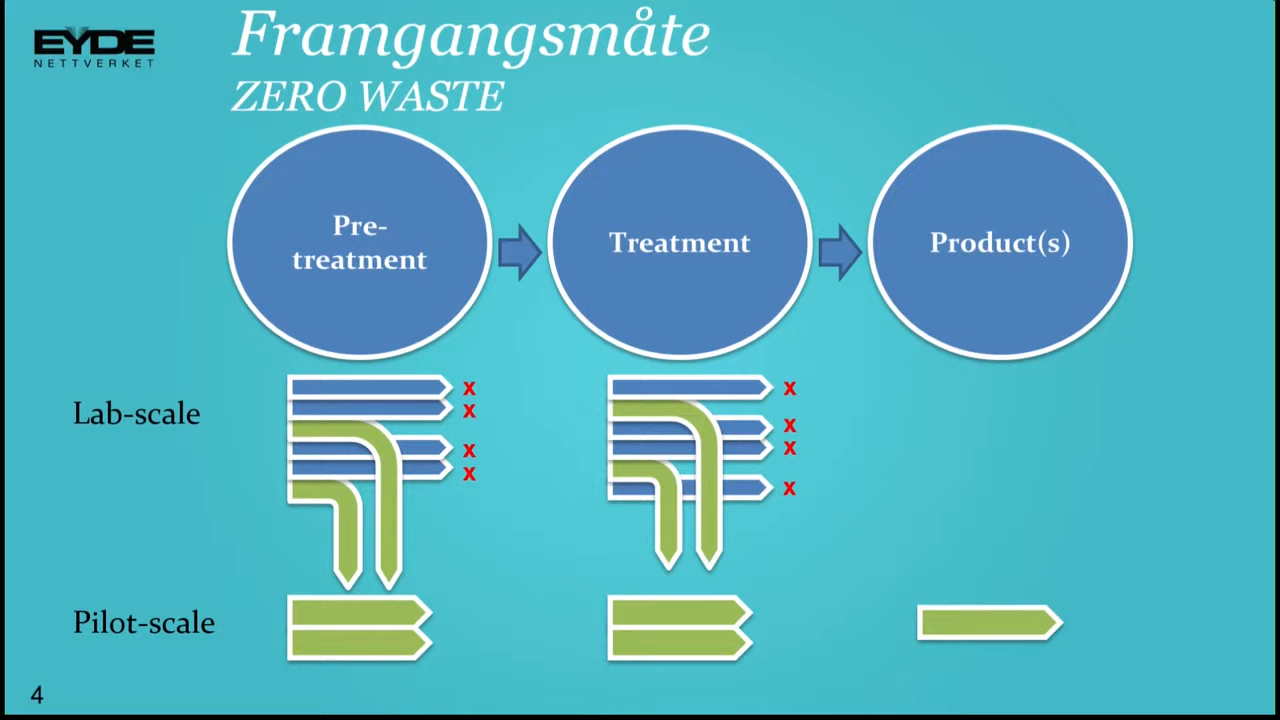 EYDE
NETTVERKET
Framgangsmåte
ZERO WASTE
Pre-
treatment
Treatment
Product(s)
Lab-scale
x
x
x
x
x
x
x
x
Pilot-scale
4